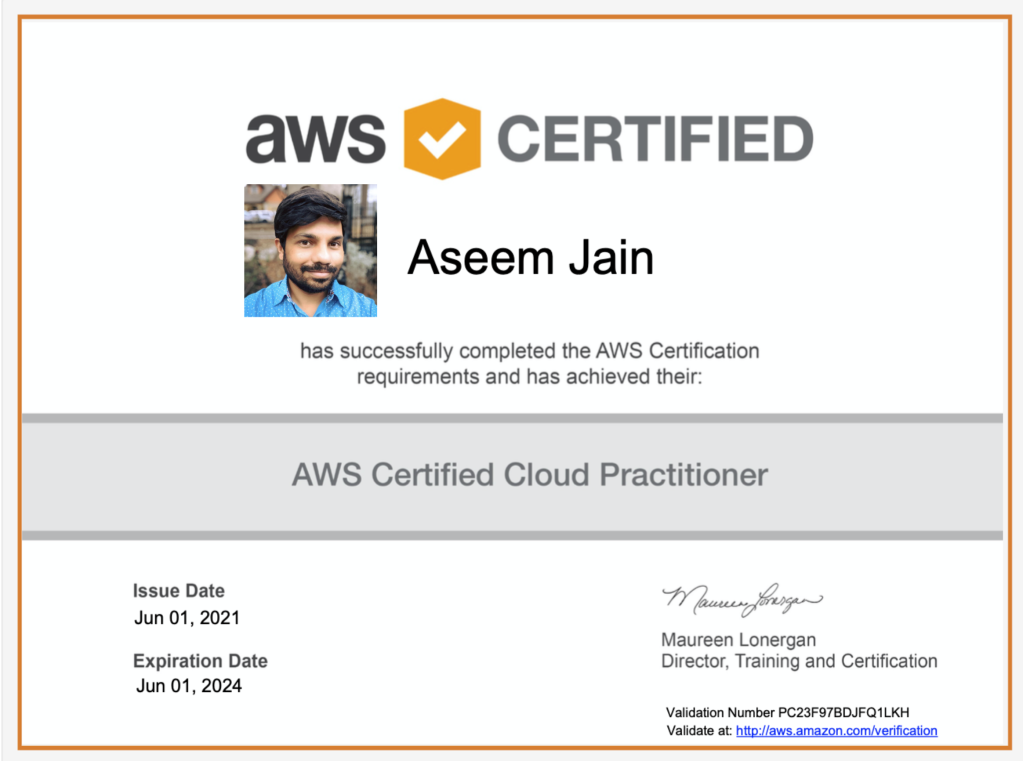 aws CERTIFIED
Aseem Jain
has successfully completed the AWS Certification
requirements and has achieved their:
AWS Certified Cloud Practitioner
Issue Date
Jun 01, 2021
Expiration Date
Jun 01, 2024
Maureen Lonergan
Maureen Lonergan
Director, Training and Certification
Validation Number PC23F97BDJFQ1LKH
Validate at: http://aws.amazon.com/verification